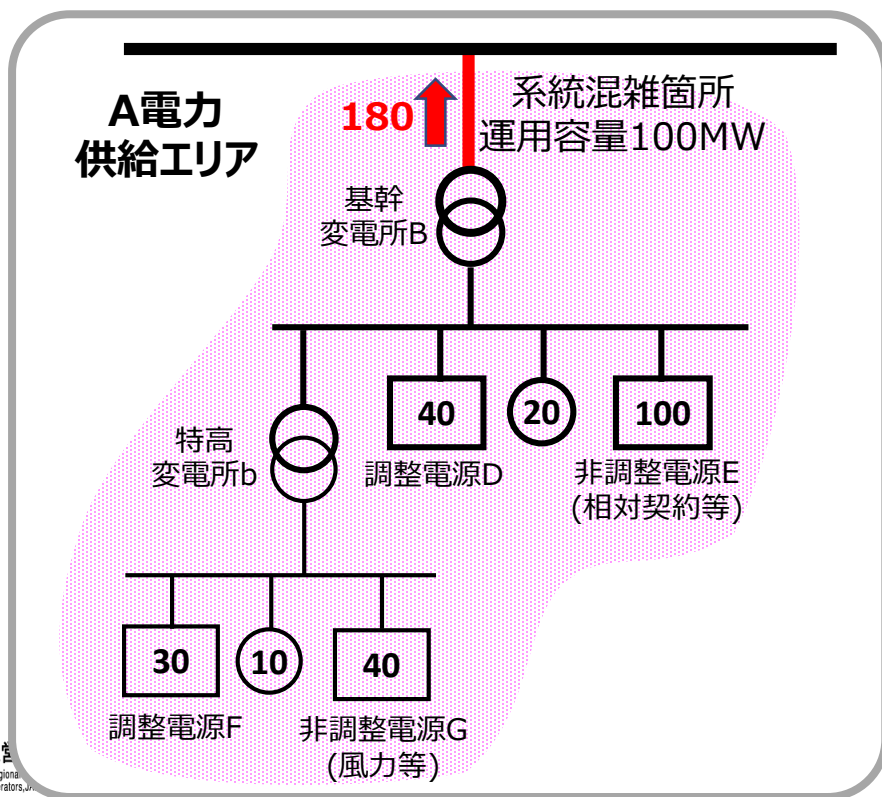 A電力
供給エリア
180
系統混雑箇所
運用容量100MW
基幹
変電所B
40
20
100
調整電源D
非調整電源E
(相対契約等)
特高
変電所b
30
10
40
調整電源F
非調整電源G
(風力等)